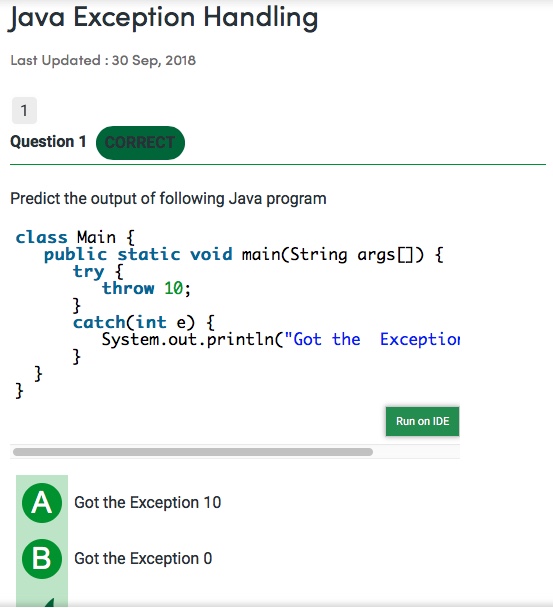 Java Exception Handling
Last Updated : 30 Sep, 2018
1
Question 1 CORRECT
Predict the output of following Java program
class Main {
public static void main(String args[]) {
try {
throw 10;
}
catch(int e) {
System.out.println("Got the  Exception
}
}
}
Run on IDE
A Got the Exception 10
B Got the Exception 0